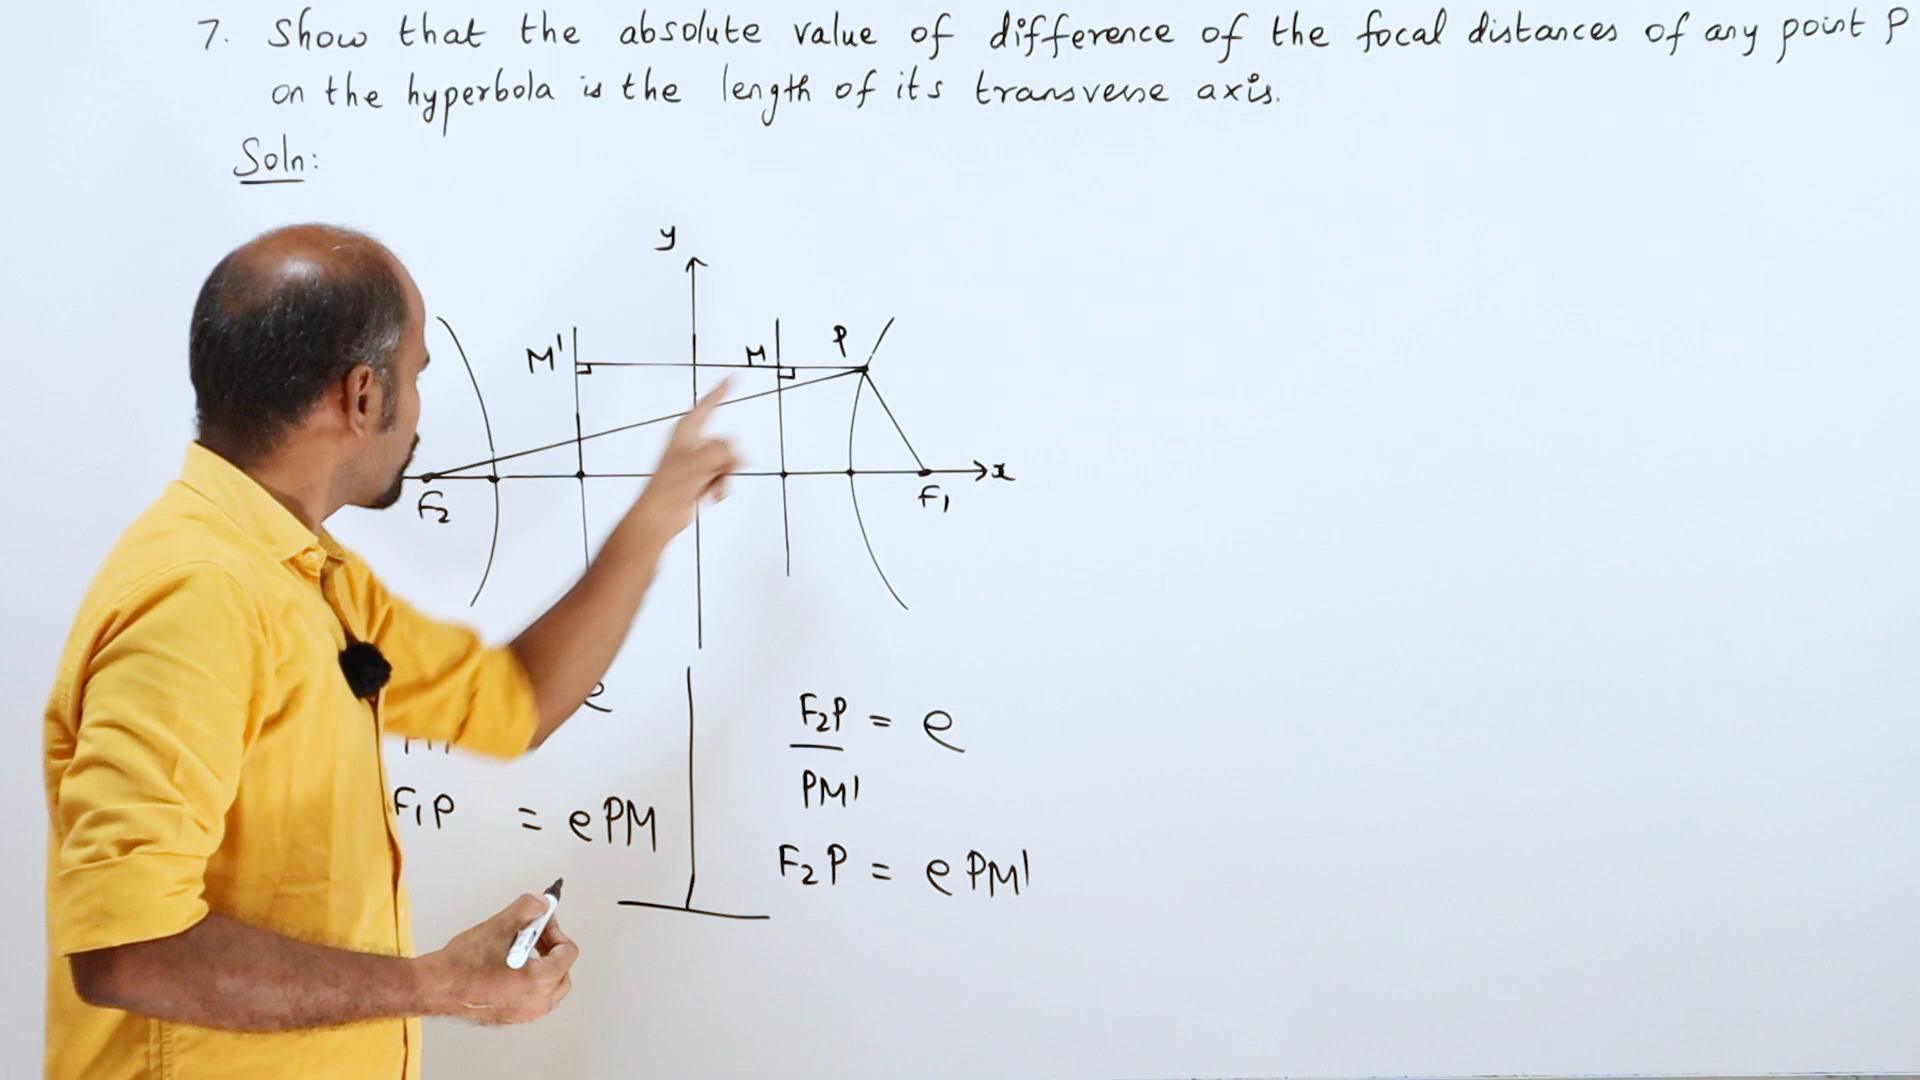 7. Show that the absolute value of difference of the focal distances of any point P
on the hyperbola is the length of its transverse axis.
Soln:
y
M' M P
x
F2 F1
e
F1P = ePM
F2P = e
PM'
F2P = ePM'